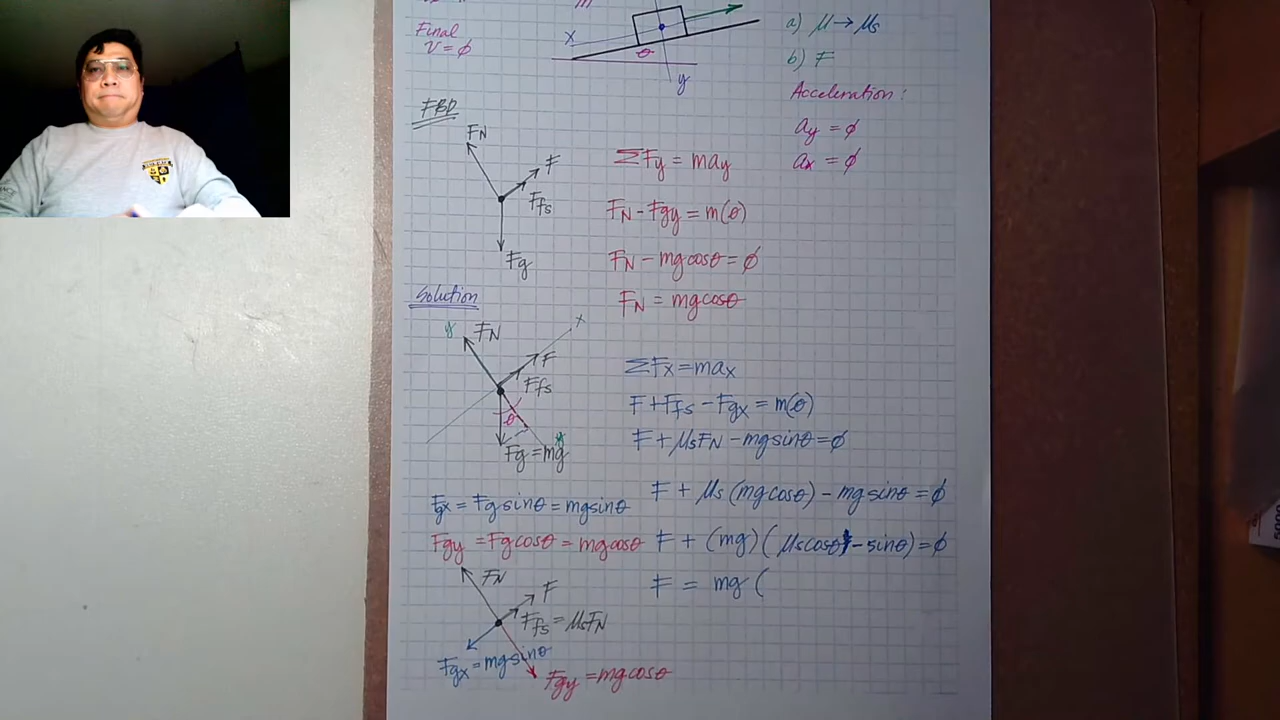 Final
V = ϕ
m
X
θ
y
a) μ → μs
b) F
Acceleration :
ay = ϕ
ax = ϕ
FBD
FN
F
Ffs
Fg
ΣFy = may
FN - Fgy = m(ϕ)
FN - mgcosθ = ϕ
FN = mgcosθ
Solution
y
FN
x
F
Ffs
θ
Fg = mg
ΣFx = max
F + Ffs - Fgx = m(ϕ)
F + μsFN - mgsinθ = ϕ
Fgx = Fgsinθ = mgsinθ
F + μs (mgcosθ) - mgsinθ = ϕ
Fgy = Fgcosθ = mgcosθ
F + (mg) ( μscosθ - sinθ) = ϕ
F = mg (
FN
F
Ffs = μsFN
Fgx = mgsinθ
Fgy = mgcosθ